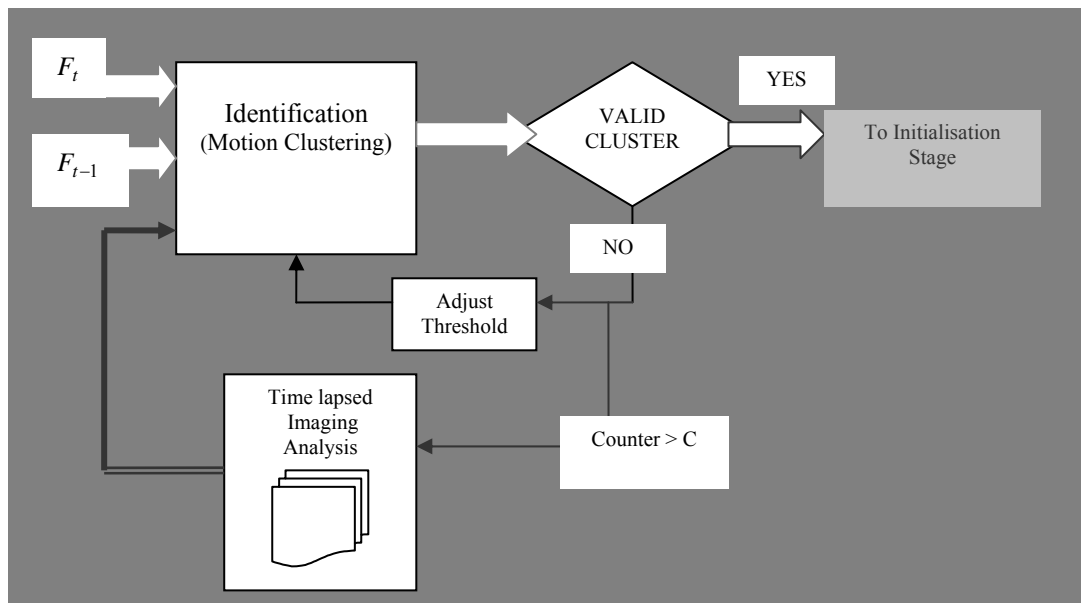 F_t
F_{t−1}
Identification
(Motion Clustering)
VALID
CLUSTER
YES
To Initialisation
Stage
NO
Adjust
Threshold
Time lapsed
Imaging
Analysis
Counter > C